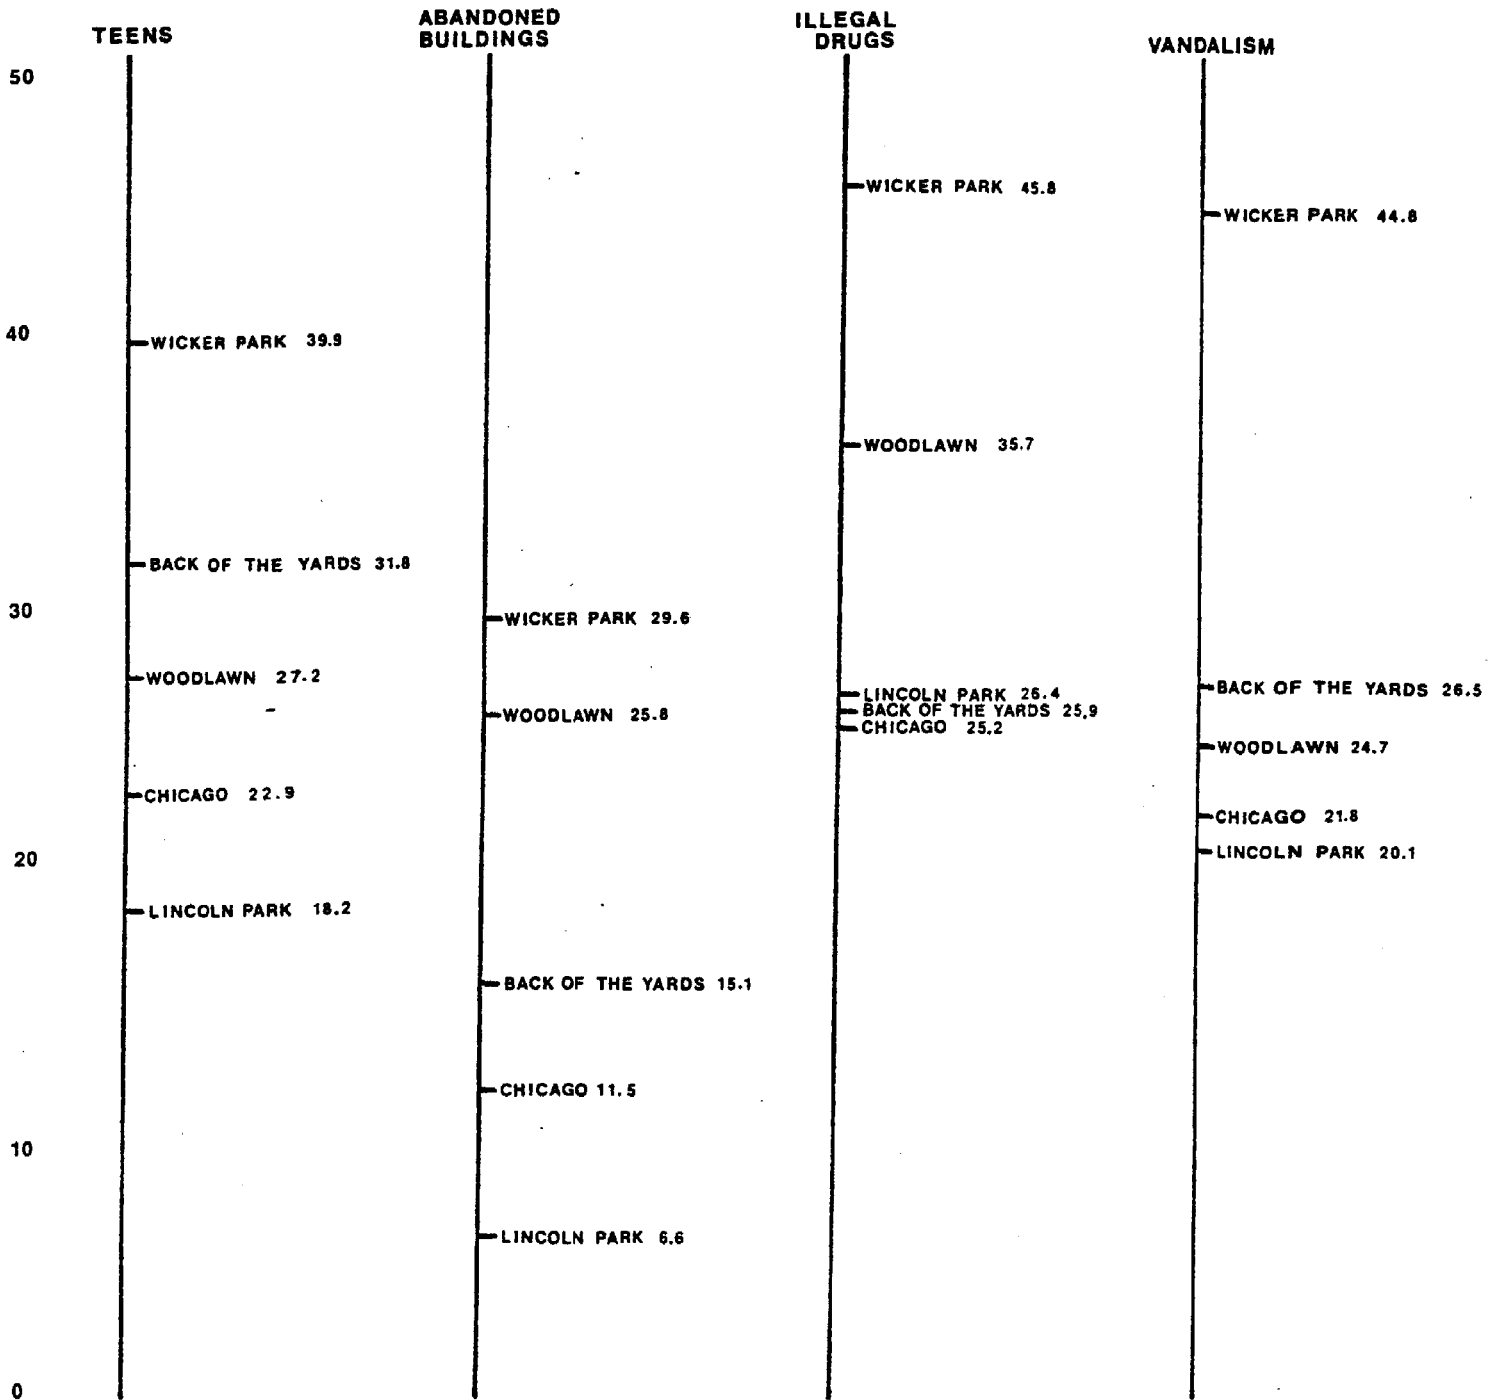 TEENS
ABANDONED
BUILDINGS
ILLEGAL
DRUGS
VANDALISM
50
40
30
20
10
0
WICKER PARK 39.9
BACK OF THE YARDS 31.8
WOODLAWN 27.2
CHICAGO 22.9
LINCOLN PARK 18.2
WICKER PARK 29.6
WOODLAWN 25.8
BACK OF THE YARDS 15.1
CHICAGO 11.5
LINCOLN PARK 6.6
WICKER PARK 45.8
WOODLAWN 35.7
LINCOLN PARK 26.4
BACK OF THE YARDS 25.9
CHICAGO 25.2
WICKER PARK 44.8
BACK OF THE YARDS 26.5
WOODLAWN 24.7
CHICAGO 21.8
LINCOLN PARK 20.1